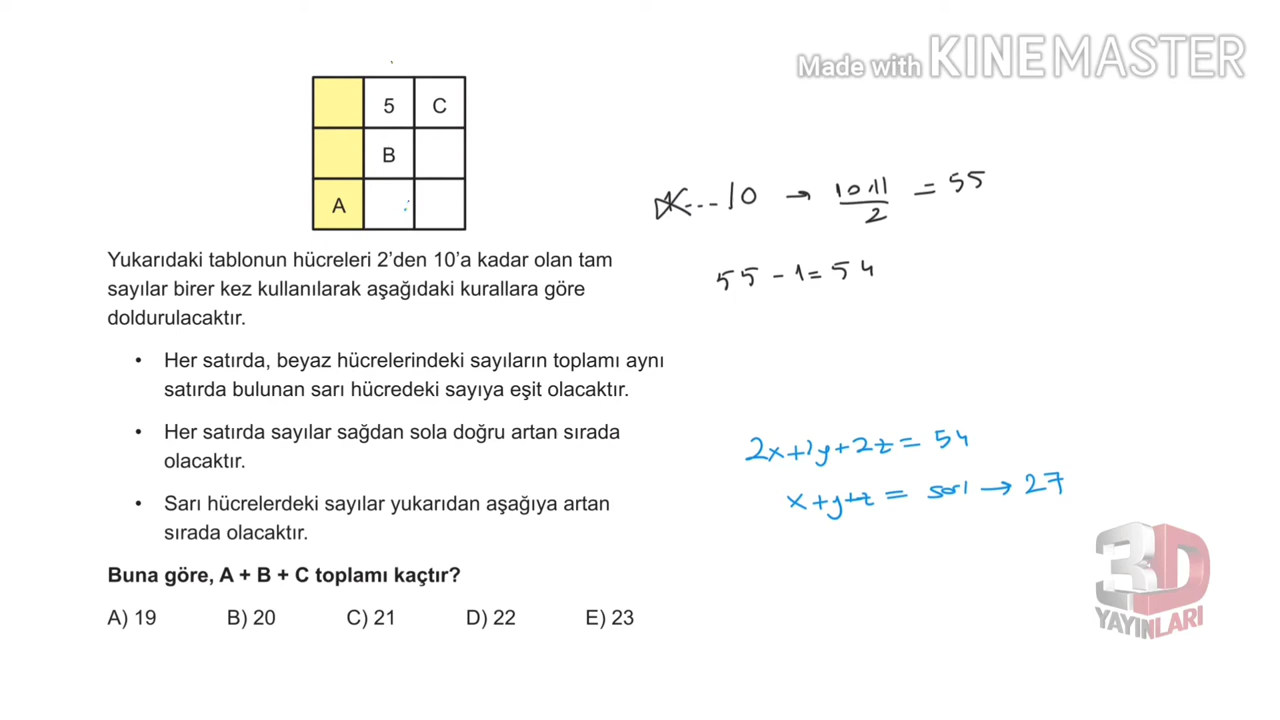 Made with KINEMASTER
5 C
B
A
Yukarıdaki tablonun hücreleri 2'den 10'a kadar olan tam
sayılar birer kez kullanılarak aşağıdaki kurallara göre
doldurulacaktır.
• Her satırda, beyaz hücrelerindeki sayıların toplamı aynı
satırda bulunan sarı hücredeki sayıya eşit olacaktır.
• Her satırda sayılar sağdan sola doğru artan sırada
olacaktır.
• Sarı hücrelerdeki sayılar yukarıdan aşağıya artan
sırada olacaktır.
Buna göre, A + B + C toplamı kaçtır?
A) 19 B) 20 C) 21 D) 22 E) 23
...10 → 10.11/2 = 55
55 - 1 = 54
2x+2y+2z = 54
x+y+z = sarı → 27
3D
YAYINLARI